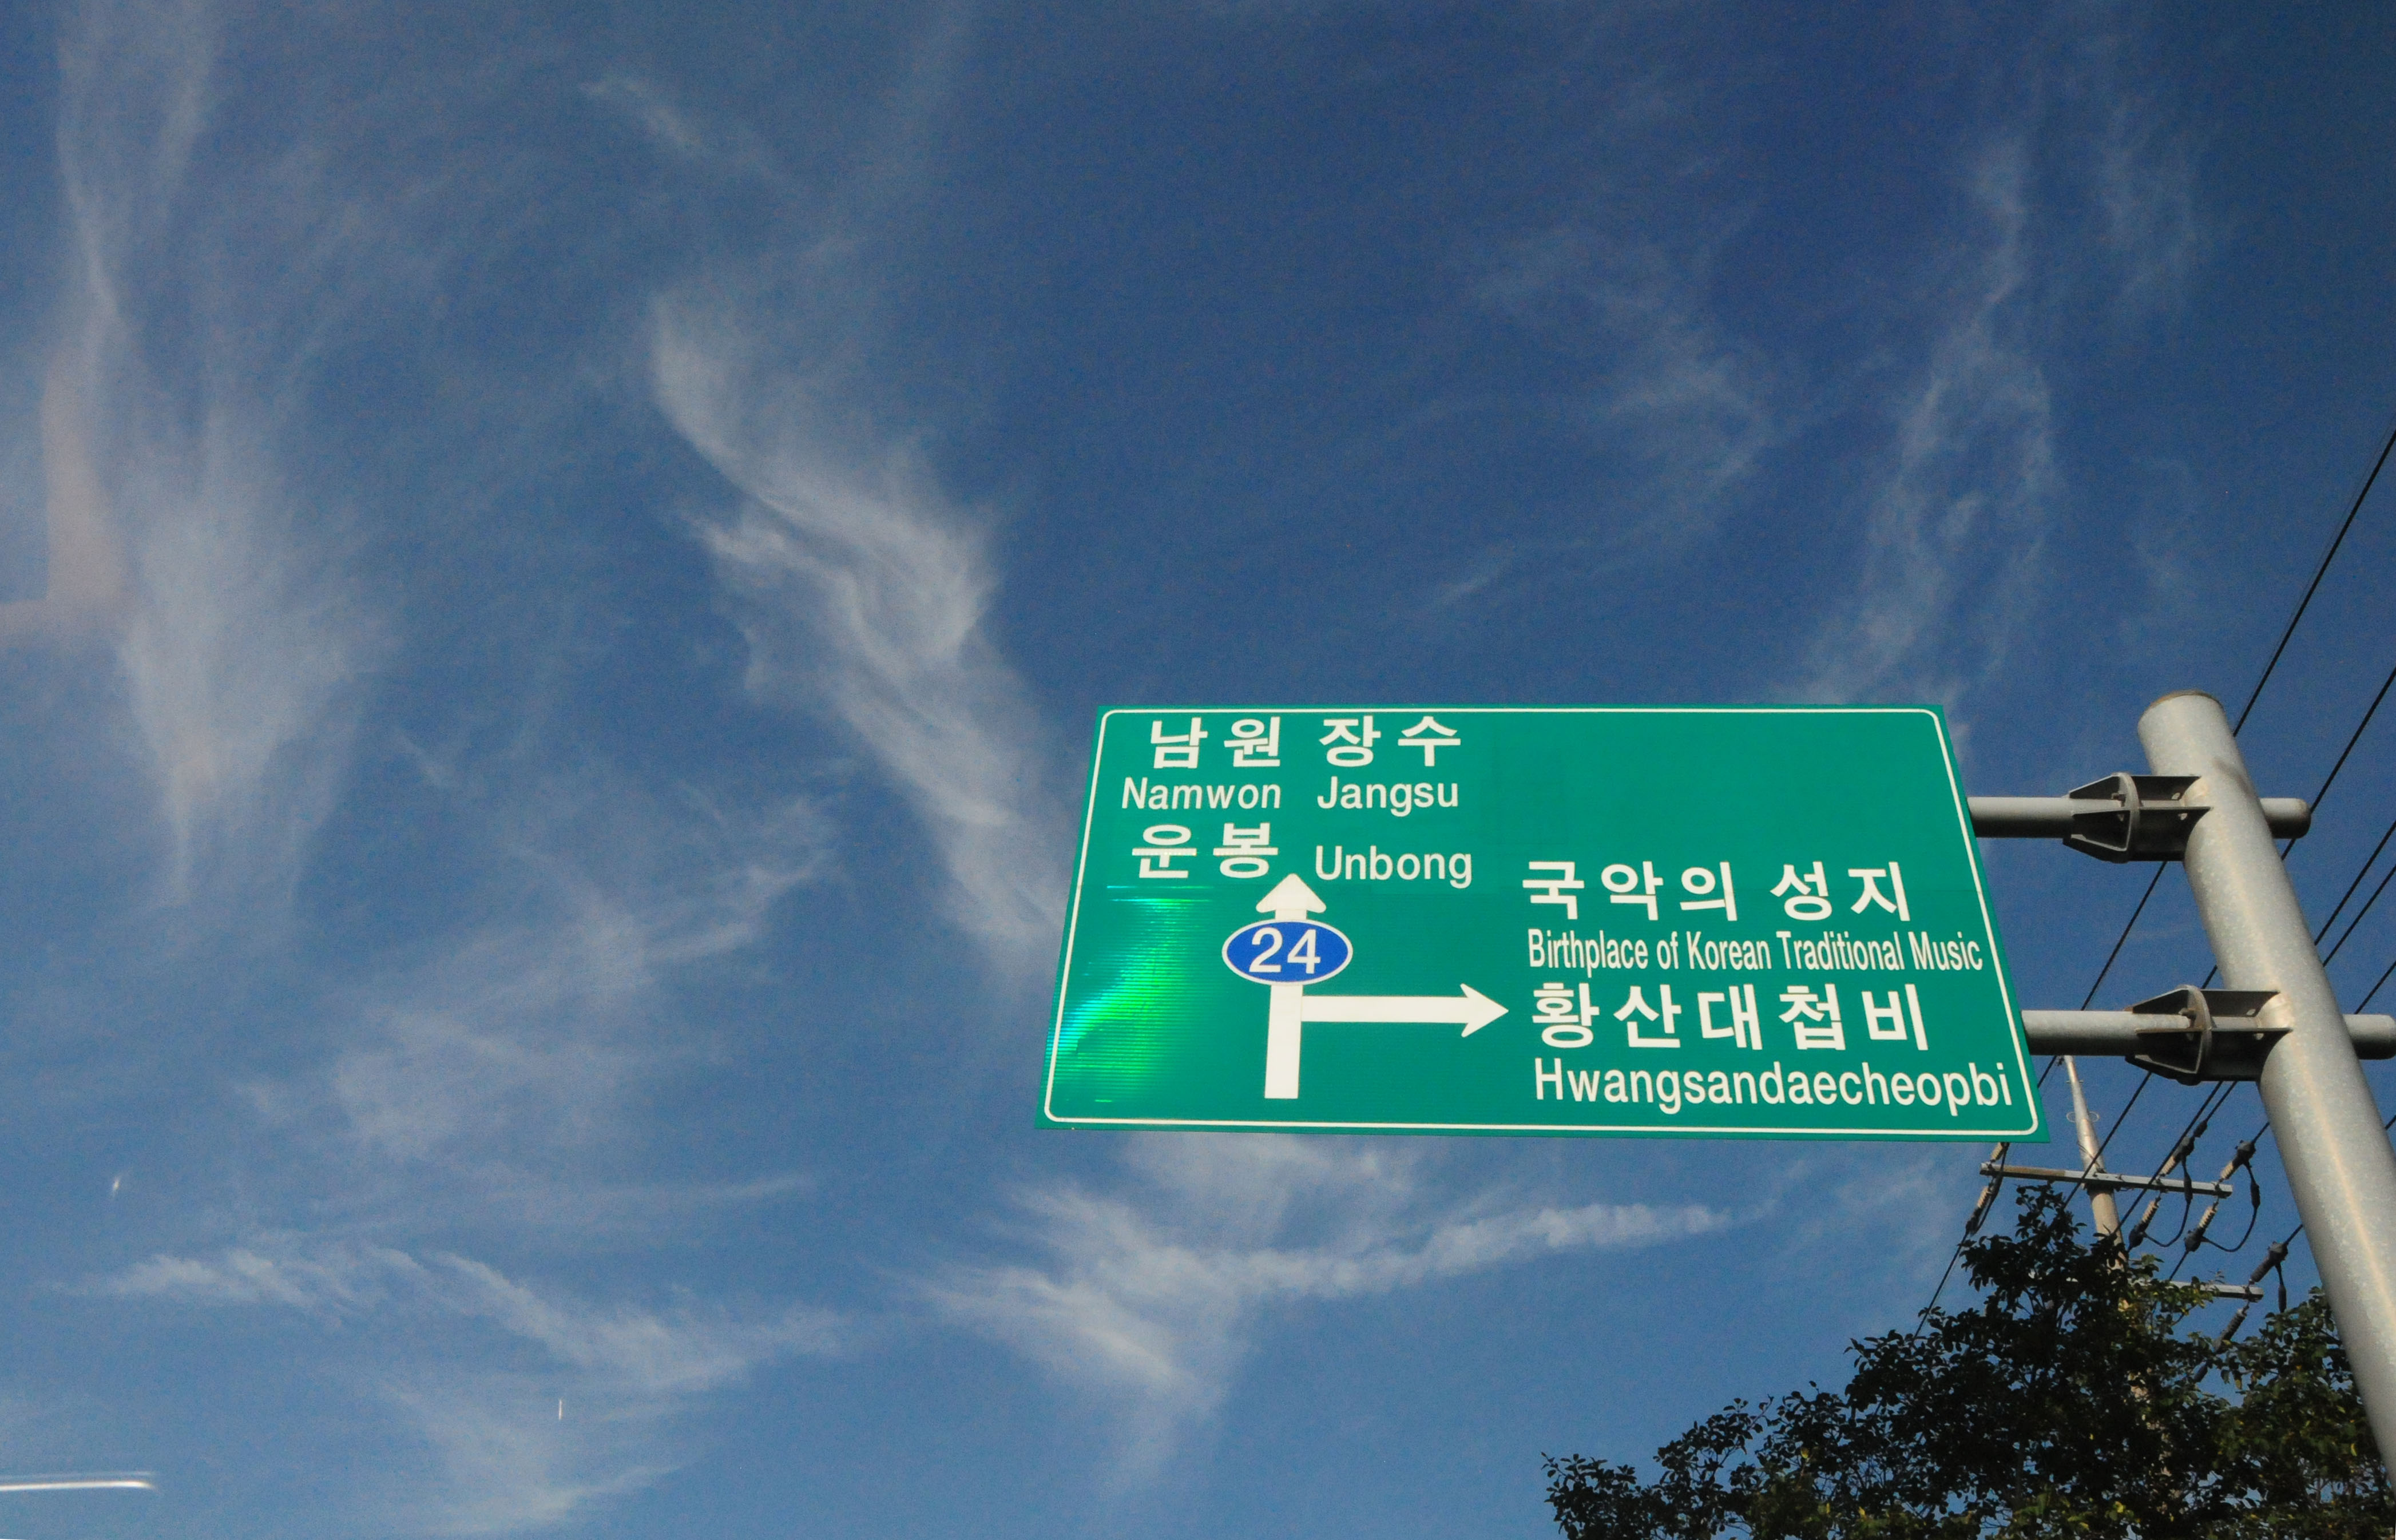 남원 장수
Namwon Jangsu
운봉 Unbong
24
국악의 성지
Birthplace of Korean Traditional Music
황산대첩비
Hwangsandaecheopbi